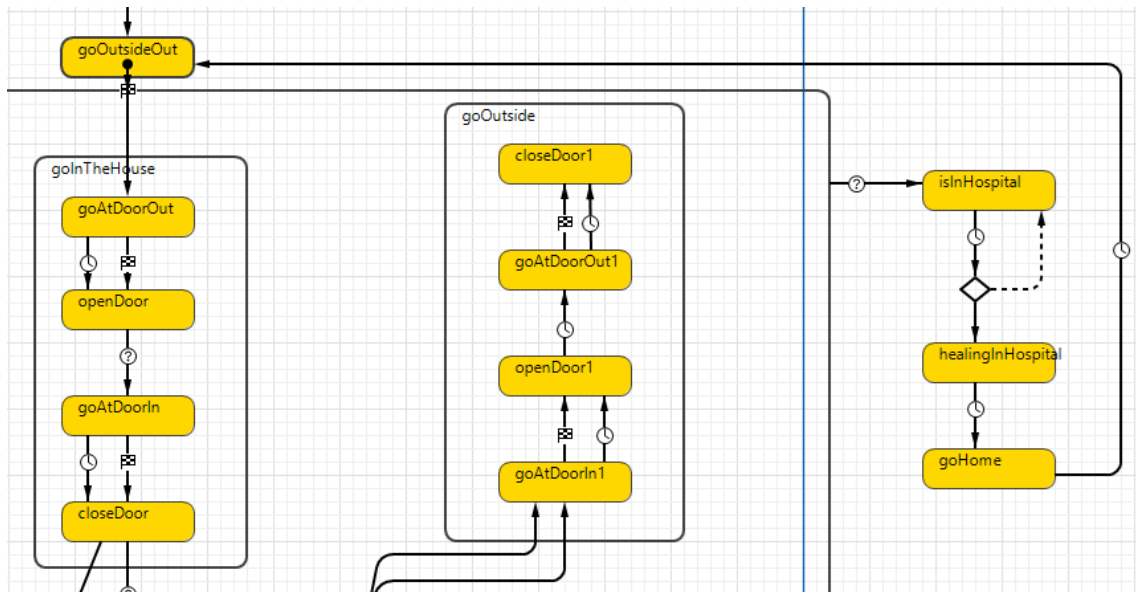 goOutsideOut
goInTheHouse
goAtDoorOut
openDoor
goAtDoorIn
closeDoor
goOutside
closeDoor1
goAtDoorOut1
openDoor1
goAtDoorIn1
isInHospital
healingInHospital
goHome
?
?
?